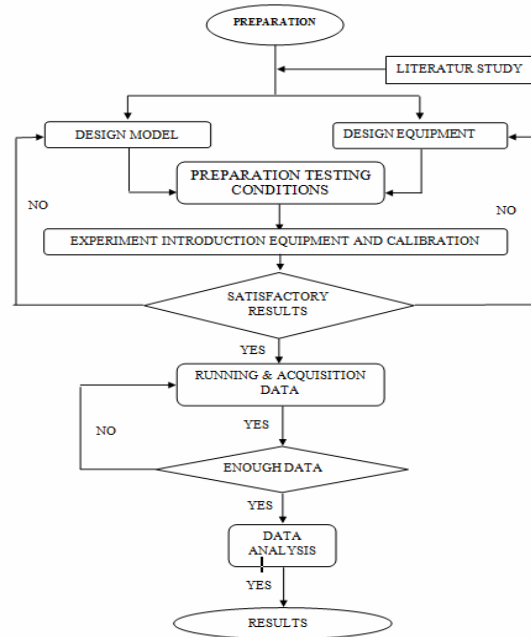 PREPARATION
LITERATUR STUDY
DESIGN MODEL
DESIGN EQUIPMENT
PREPARATION TESTING
CONDITIONS
NO
NO
EXPERIMENT INTRODUCTION EQUIPMENT AND CALIBRATION
SATISFACTORY
RESULTS
YES
RUNNING & ACQUISITION
DATA
YES
NO
ENOUGH DATA
YES
DATA
ANALYSIS
YES
RESULTS